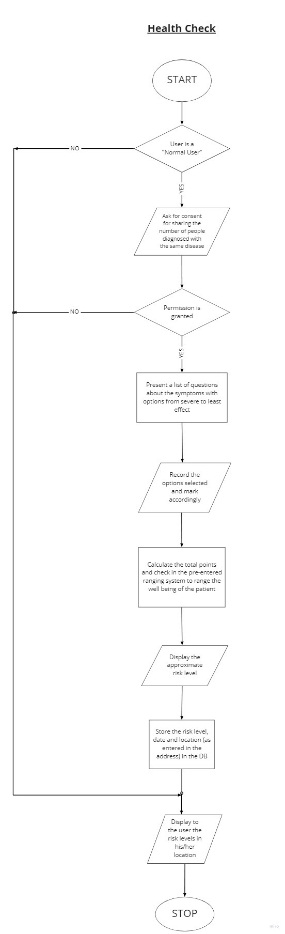 Health Check
START
User is a
"Normal User"
NO
YES
Ask for consent
for sharing the
number of people
diagnosed with
the same disease
Permission is
granted
NO
YES
Present a list of questions
about the symptoms with
options from severe to least
effect
Record the
options selected
and mark
accordingly
Calculate the total points
and check in the pre-entered
ranging system to range the
well being of the patient
Display the
approximate
risk level
Store the risk level,
date and location (as
entered in the
address) in the DB
Display to
the user the
risk levels in
his/her
location
STOP